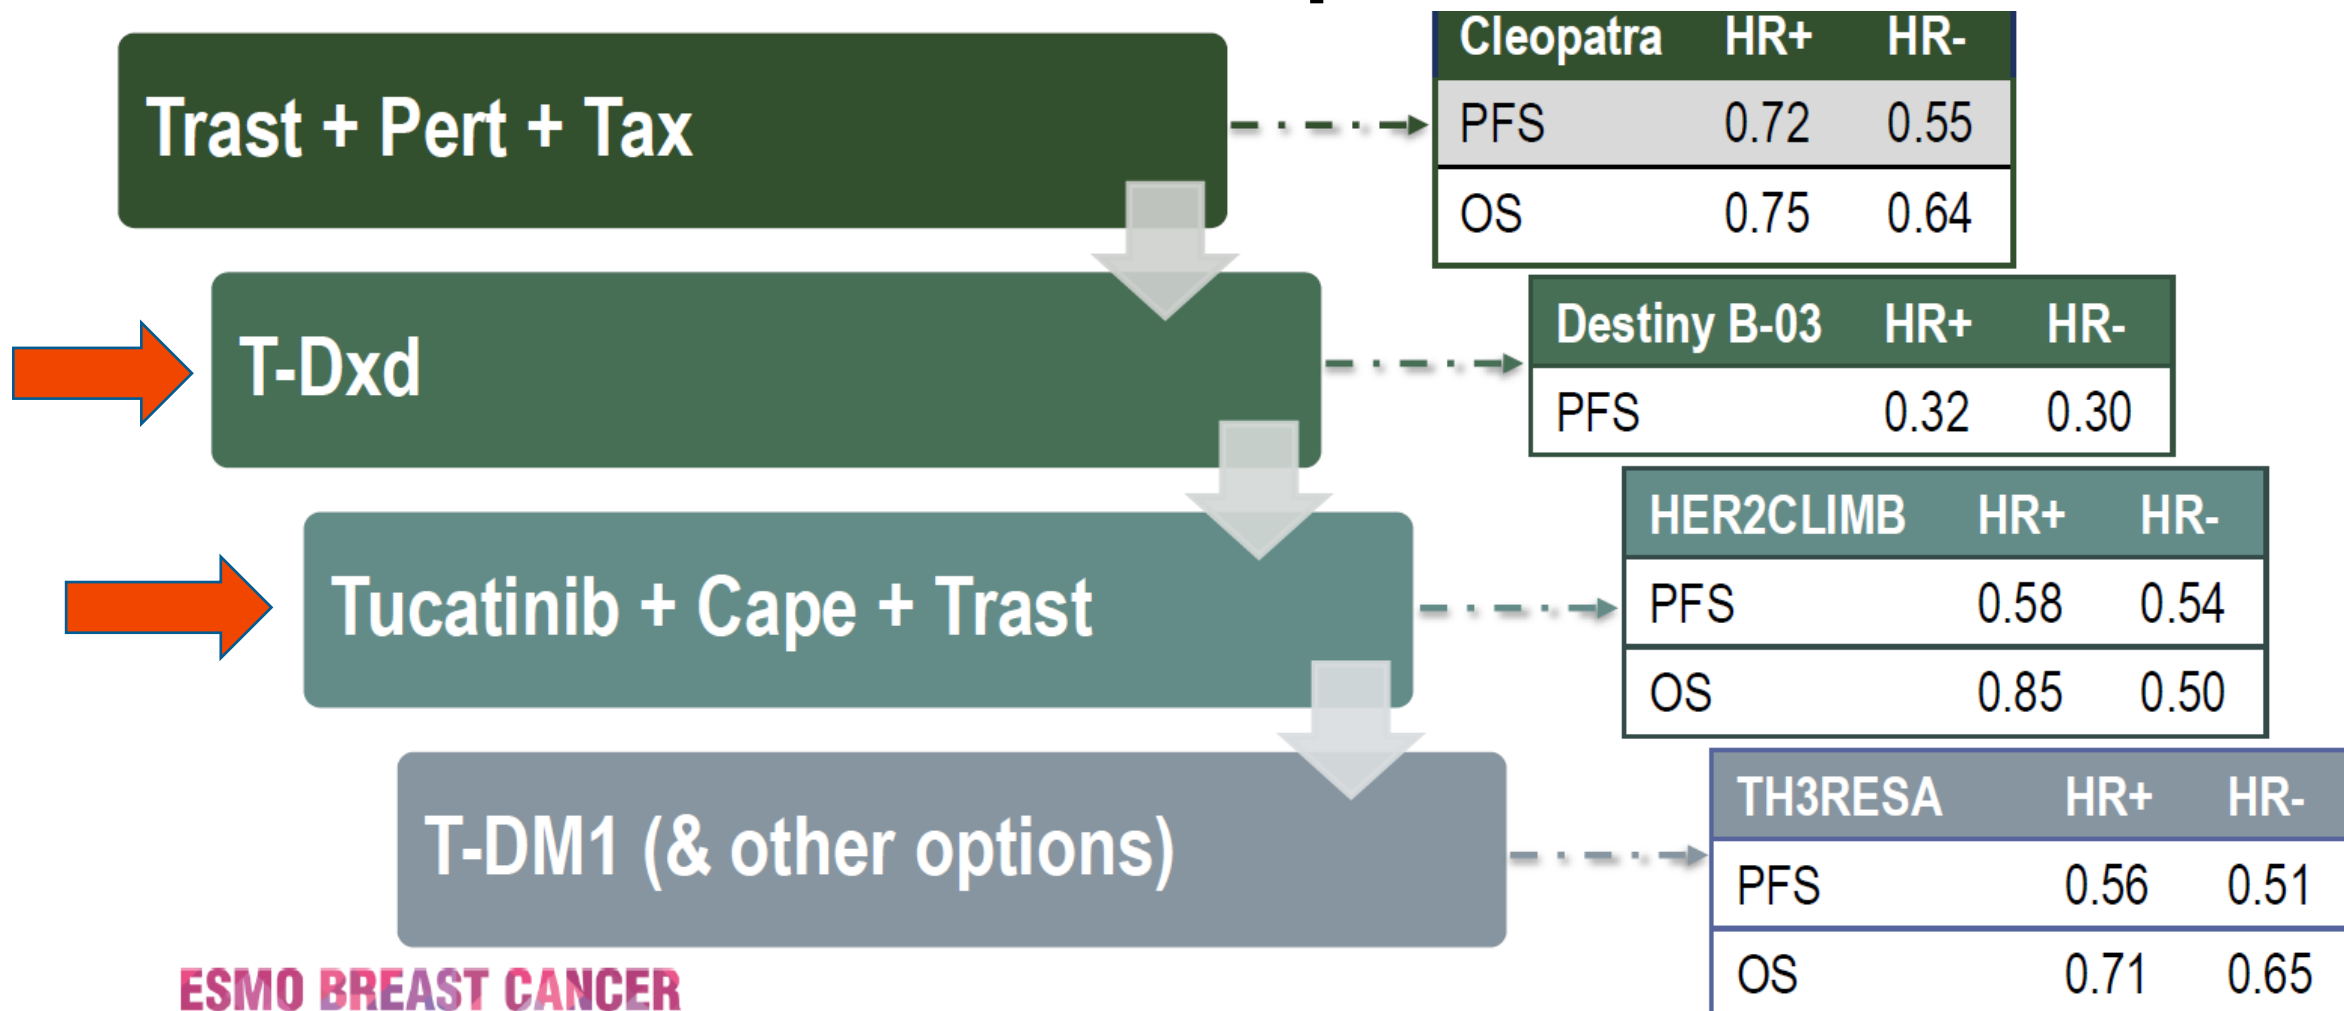 Trast + Pert + Tax
Cleopatra HR+ HR-
PFS 0.72 0.55
OS 0.75 0.64
T-Dxd
Destiny B-03 HR+ HR-
PFS 0.32 0.30
Tucatinib + Cape + Trast
HER2CLIMB HR+ HR-
PFS 0.58 0.54
OS 0.85 0.50
T-DM1 (& other options)
TH3RESA HR+ HR-
PFS 0.56 0.51
OS 0.71 0.65
ESMO BREAST CANCER